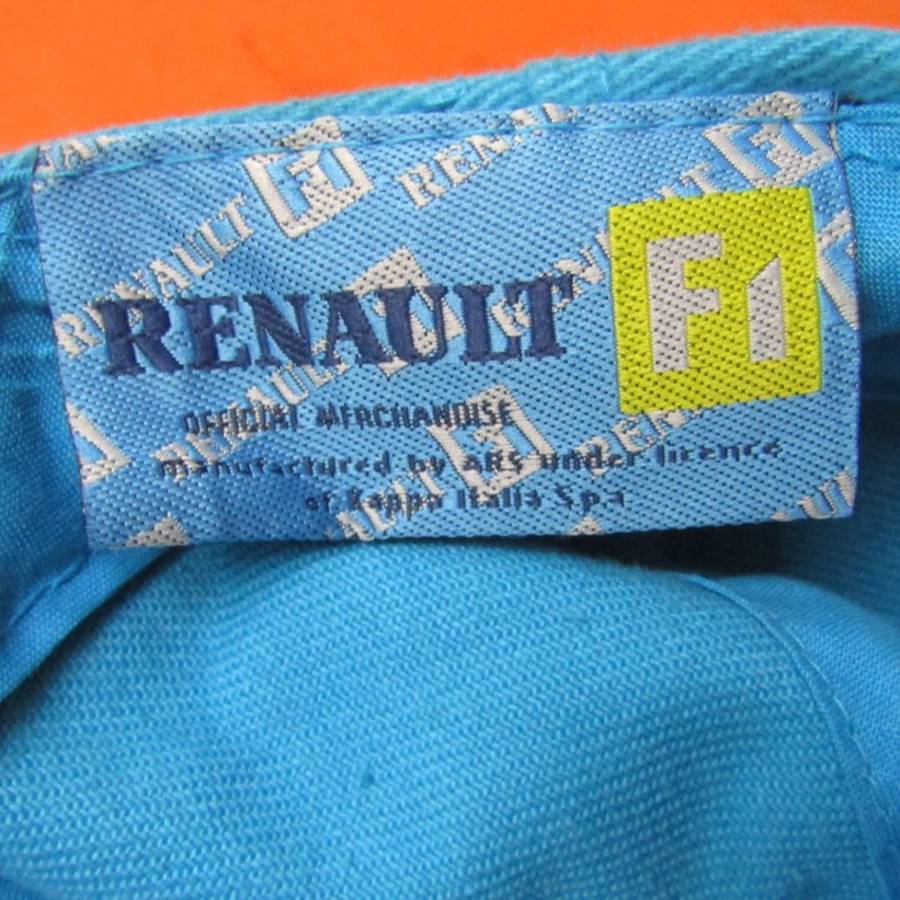 RENAULT F1
OFFICIAL MERCHANDISE
manufactured by ARS under licence
of Kappa Italia S.p.a